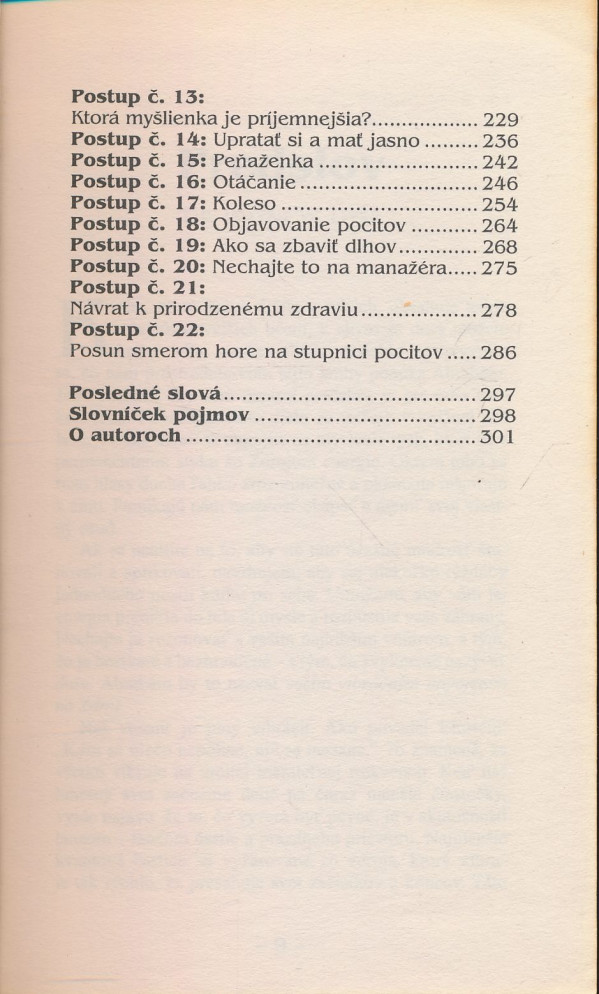 Postup č. 13:
Ktorá myšlienka je príjemnejšia?.................. 229
Postup č. 14: Upratať si a mať jasno ......... 236
Postup č. 15: Peňaženka ........................... 242
Postup č. 16: Otáčanie .............................. 246
Postup č. 17: Koleso ................................. 254
Postup č. 18: Objavovanie pocitov ............ 264
Postup č. 19: Ako sa zbaviť dlhov.............. 268
Postup č. 20: Nechajte to na manažéra..... 275
Postup č. 21:
Návrat k prirodzenému zdraviu................... 278
Postup č. 22:
Posun smerom hore na stupnici pocitov ..... 286
Posledné slová......................................... 297
Slovníček pojmov .................................... 298
O autoroch ............................................... 301